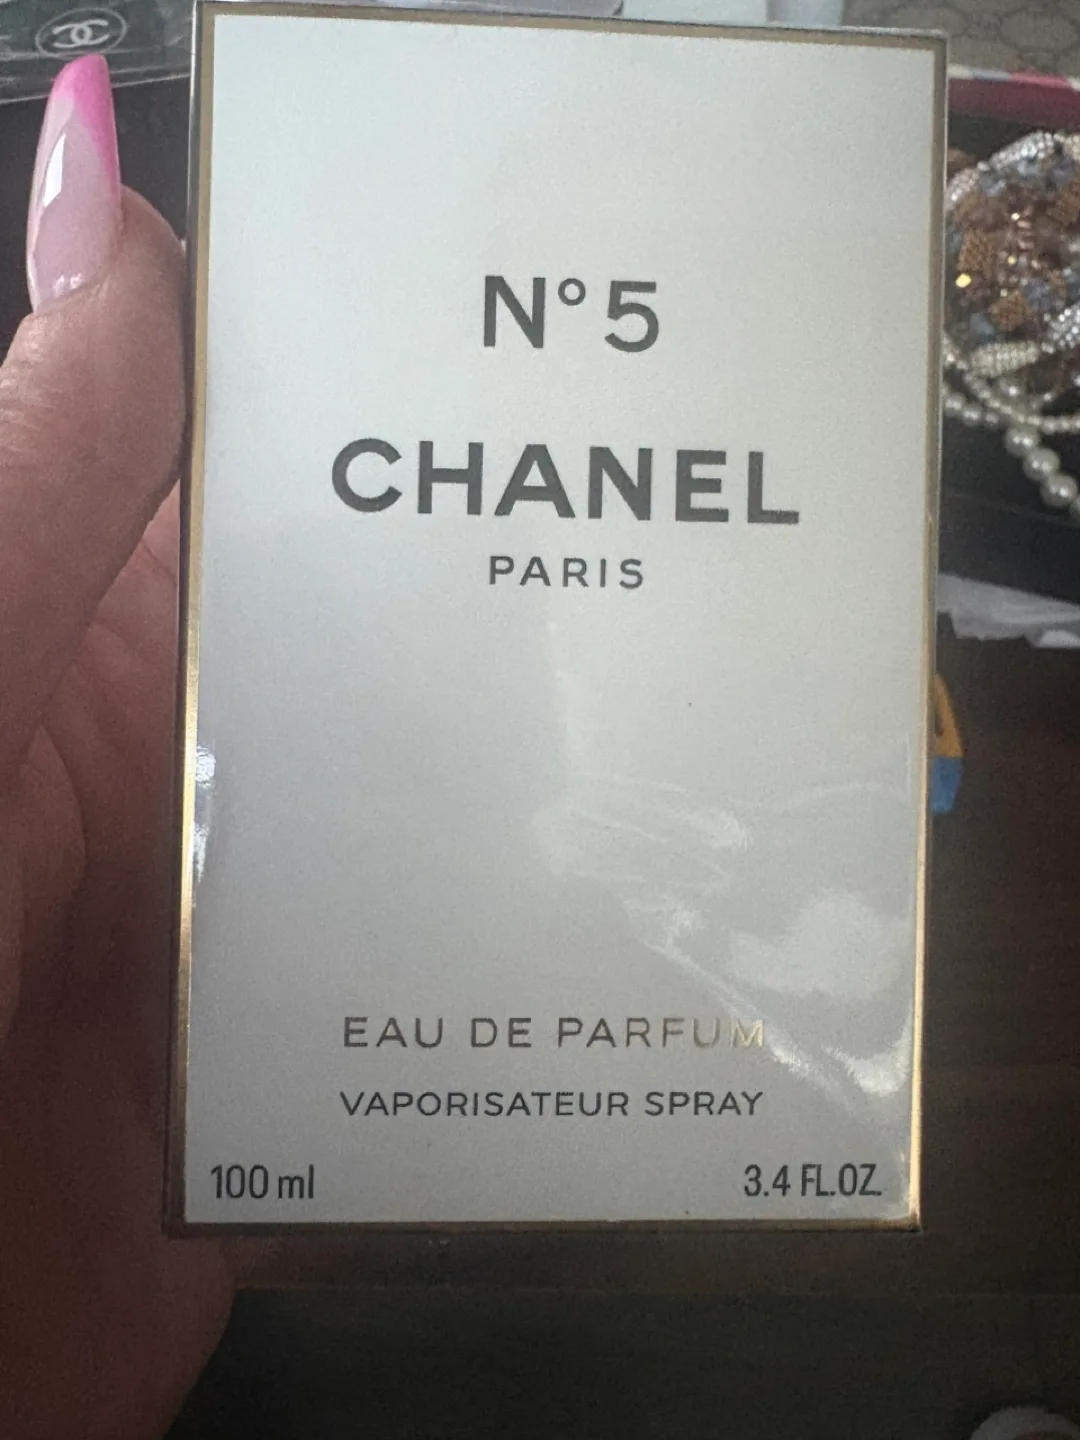 N° 5
CHANEL
PARIS
EAU DE PARFUM
VAPORISATEUR SPRAY
100 ml 3.4 FL.OZ.